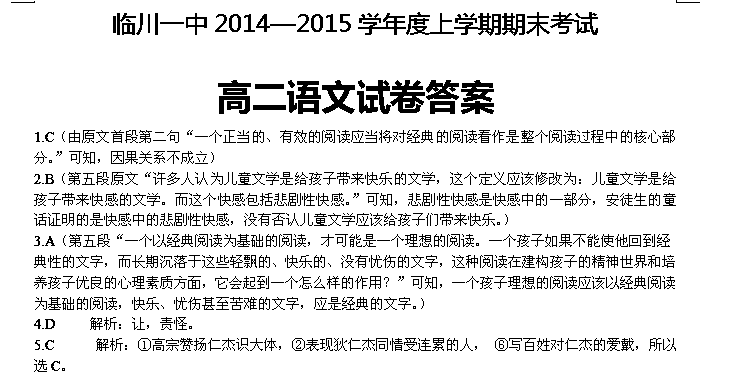 临川一中2014—2015学年度上学期期末考试
高二语文试卷答案
1.C（由原文首段第二句“一个正当的、有效的阅读应当将对经典的阅读看作是整个阅读过程中的核心部
分。”可知，因果关系不成立）
2.B（第五段原文“许多人认为儿童文学是给孩子带来快乐的文学，这个定义应该修改为：儿童文学是给
孩子带来快感的文学。而这个快感包括悲剧性快感。”可知，悲剧性快感是快感中的一部分，安徒生的童
话证明的是快感中的悲剧性快感，没有否认儿童文学应该给孩子们带来快乐。）
3.A（第五段“一个以经典阅读为基础的阅读，才可能是一个理想的阅读。一个孩子如果不能使他回到经
典性的文字，而长期沉落于这些轻飘的、快乐的、没有忧伤的文字，这种阅读在建构孩子的精神世界和培
养孩子优良的心理素质方面，它会起到一个怎么样的作用？”可知，一个孩子理想的阅读应该以经典阅读
为基础的阅读，快乐、忧伤甚至苦难的文字，应是经典的文字。）
4.D 解析：让，责怪。
5.C 解析：①高宗赞扬仁杰识大体，②表现狄仁杰同情受连累的人， ⑥写百姓对仁杰的爱戴，所以
选C。